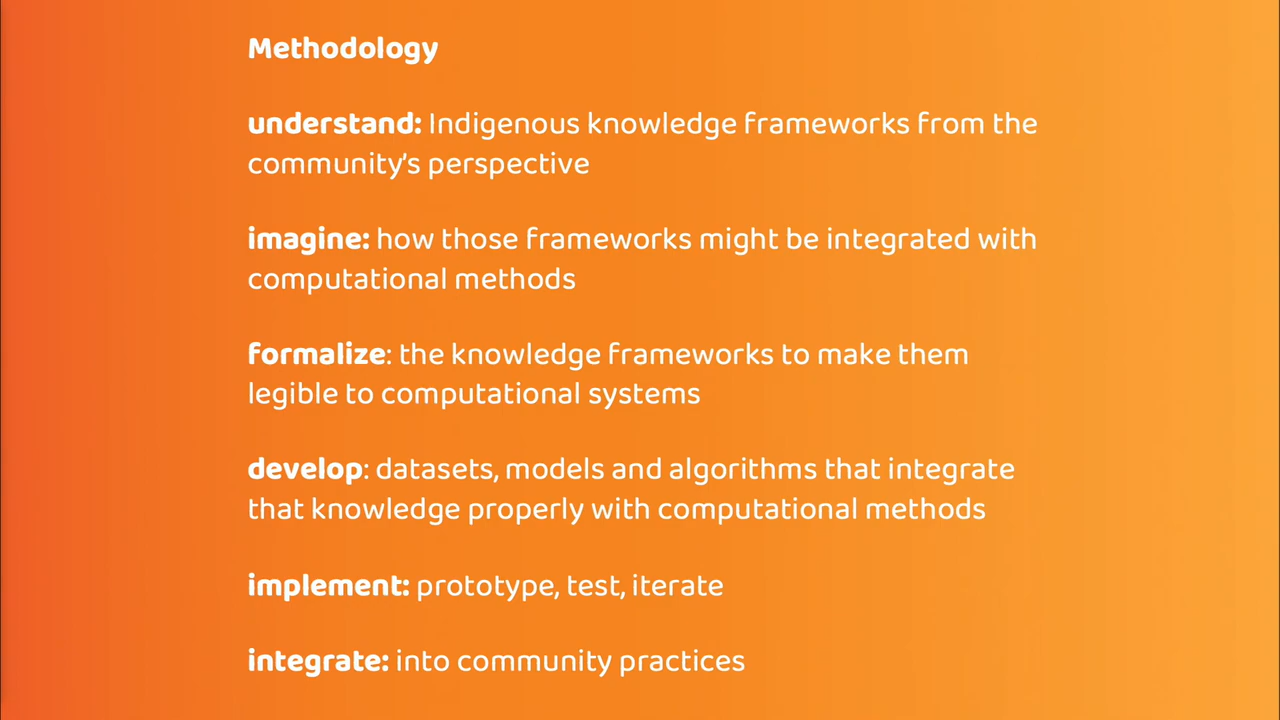 Methodology
understand: Indigenous knowledge frameworks from the
community's perspective
imagine: how those frameworks might be integrated with
computational methods
formalize: the knowledge frameworks to make them
legible to computational systems
develop: datasets, models and algorithms that integrate
that knowledge properly with computational methods
implement: prototype, test, iterate
integrate: into community practices